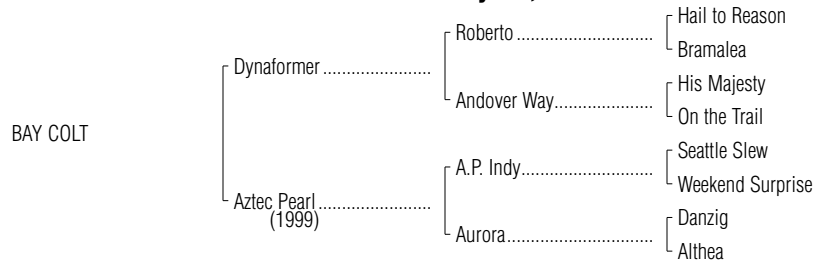 Hail to Reason
Roberto ..............................
Bramalea
Dynaformer .......................
His Majesty
Andover Way.....................
On the Trail
BAY COLT
Seattle Slew
A.P. Indy.............................
Weekend Surprise
Aztec Pearl ........................
(1999)
Danzig
Aurora................................
Althea